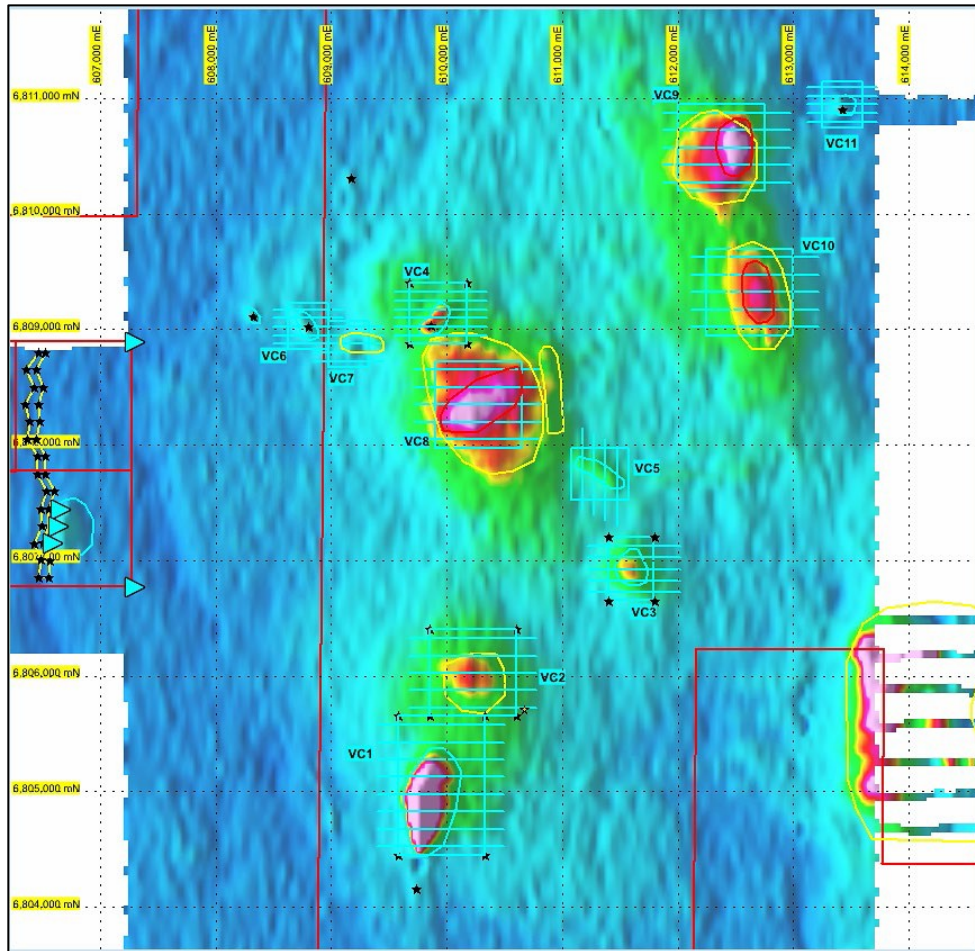 607,000 mE
608,000 mE
609,000 mE
610,000 mE
611,000 mE
612,000 mE
613,000 mE
614,000 mE
6,811,000 mN
VC9
VC11
6,810,000 mN
VC10
VC4
6,809,000 mN
VC6
VC7
VC8
VC5
VC3
6,806,000 mN
VC2
VC1
6,805,000 mN
6,804,000 mN